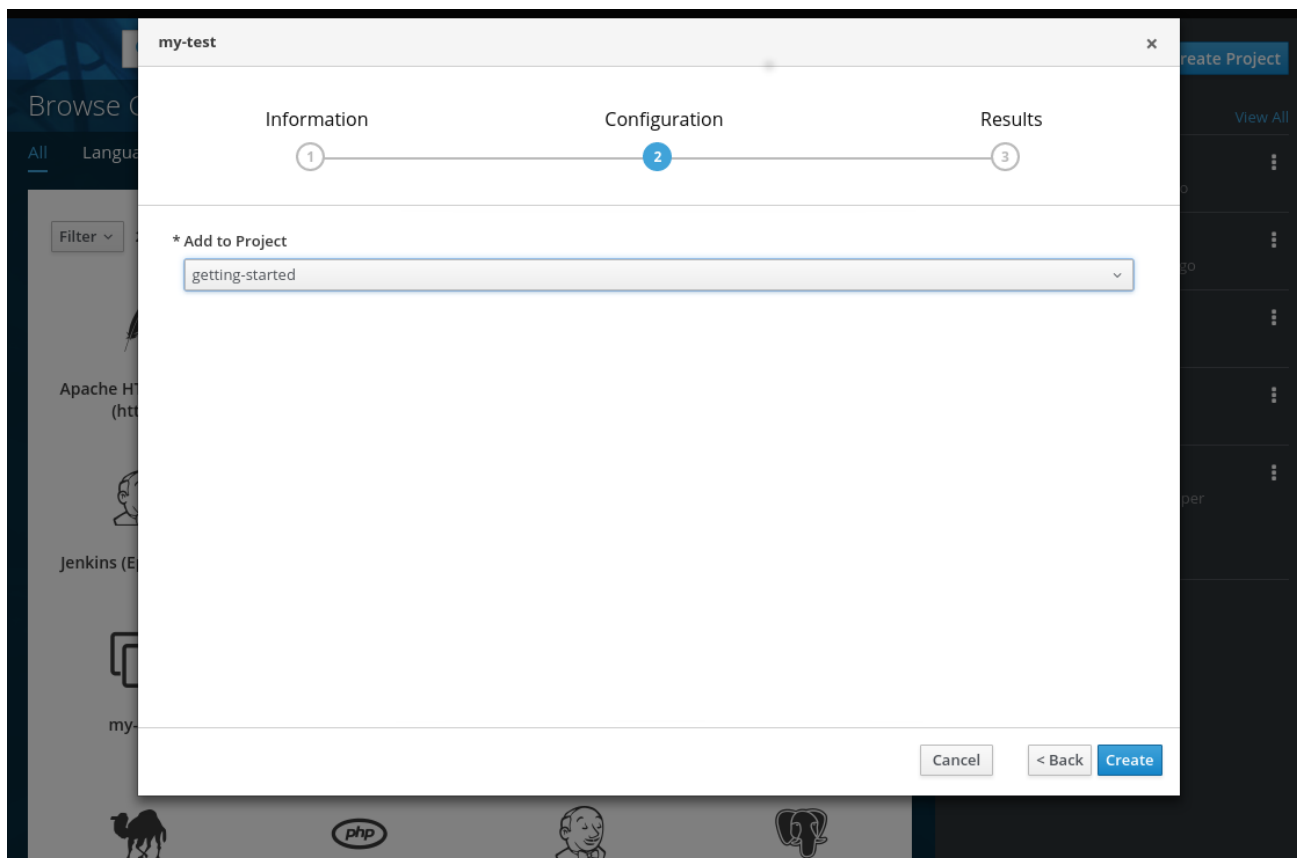 my-test
×
reate Project
Browse
Information
Configuration
Results
View All
All
1
2
3
Filter
* Add to Project
getting-started
Apache
Jenkins
my-
Cancel
< Back
Create
php